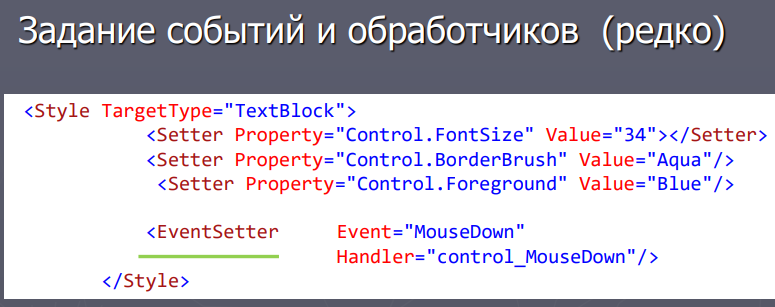 Задание событий и обработчиков (редко)
<Style TargetType="TextBlock">
<Setter Property="Control.FontSize" Value="34"></Setter>
<Setter Property="Control.BorderBrush" Value="Aqua"/>
<Setter Property="Control.Foreground" Value="Blue"/>
<EventSetter Event="MouseDown"
Handler="control_MouseDown"/>
</Style>